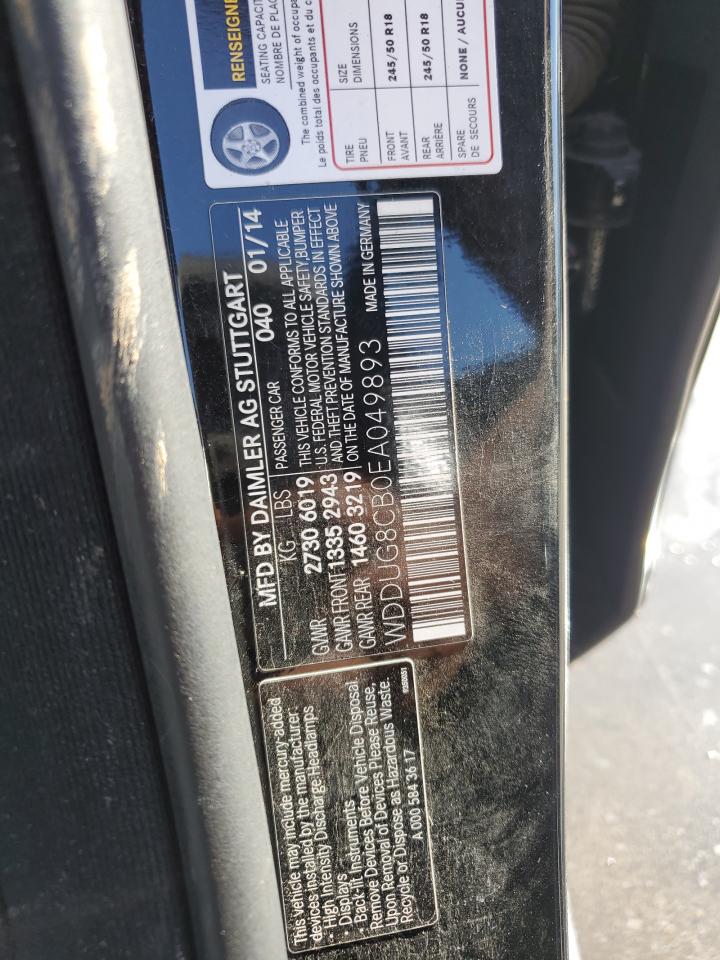 RENSEIGNE
SEATING CAPACIT
NOMBRE DE PLAC
The combined weight of occupa
Le poids total des occupants et du c
TIRE SIZE
PNEU DIMENSIONS
FRONT 245/50 R18
AVANT
REAR 245/50 R18
ARRIÈRE
SPARE NONE / AUCU
DE SECOURS
MFD BY DAIMLER AG STUTTGART
040 01/14
KG LBS PASSENGER CAR
GVWR 2730 6019 THIS VEHICLE CONFORMS TO ALL APPLICABLE
U.S. FEDERAL MOTOR VEHICLE SAFETY, BUMPER
GAWR FRONT 1335 2943 AND THEFT PREVENTION STANDARDS IN EFFECT
GAWR REAR 1460 3219 ON THE DATE OF MANUFACTURE SHOWN ABOVE
WDDUG8CB0EA049893 MADE IN GERMANY
This vehicle may include mercury-added
devices installed by the manufacturer:
• High Intensity Discharge Headlamps
• Displays
• Back-lit Instruments
Remove Devices Before Vehicle Disposal.
Upon Removal of Devices Please Reuse,
Recycle or Dispose as Hazardous Waste.
A 000 584 36 17